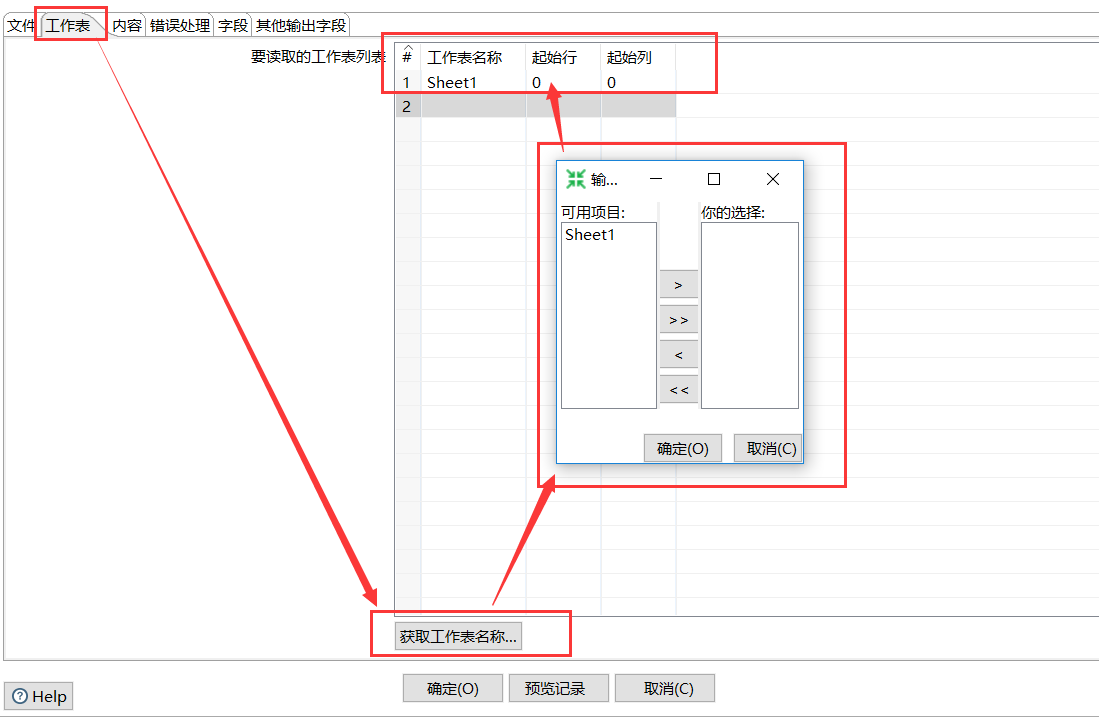 文件 工作表 内容 错误处理 字段 其他输出字段
要读取的工作表列表
# 工作表名称 起始行 起始列
1 Sheet1 0 0
2
输...
可用项目: 你的选择:
Sheet1
>
>>
<
<<
确定(O) 取消(C)
获取工作表名称...
确定(O) 预览记录 取消(C)
? Help